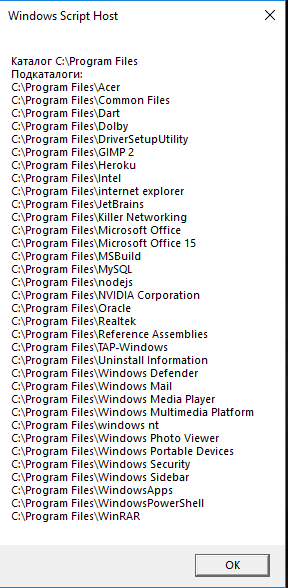 Windows Script Host
Каталог C:\Program Files
Подкаталоги:
C:\Program Files\Acer
C:\Program Files\Common Files
C:\Program Files\Dart
C:\Program Files\Dolby
C:\Program Files\DriverSetupUtility
C:\Program Files\GIMP 2
C:\Program Files\Heroku
C:\Program Files\Intel
C:\Program Files\internet explorer
C:\Program Files\JetBrains
C:\Program Files\Killer Networking
C:\Program Files\Microsoft Office
C:\Program Files\Microsoft Office 15
C:\Program Files\MSBuild
C:\Program Files\MySQL
C:\Program Files\nodejs
C:\Program Files\NVIDIA Corporation
C:\Program Files\Oracle
C:\Program Files\Realtek
C:\Program Files\Reference Assemblies
C:\Program Files\TAP-Windows
C:\Program Files\Uninstall Information
C:\Program Files\Windows Defender
C:\Program Files\Windows Mail
C:\Program Files\Windows Media Player
C:\Program Files\Windows Multimedia Platform
C:\Program Files\windows nt
C:\Program Files\Windows Photo Viewer
C:\Program Files\Windows Portable Devices
C:\Program Files\Windows Security
C:\Program Files\Windows Sidebar
C:\Program Files\WindowsApps
C:\Program Files\WindowsPowerShell
C:\Program Files\WinRAR
OK